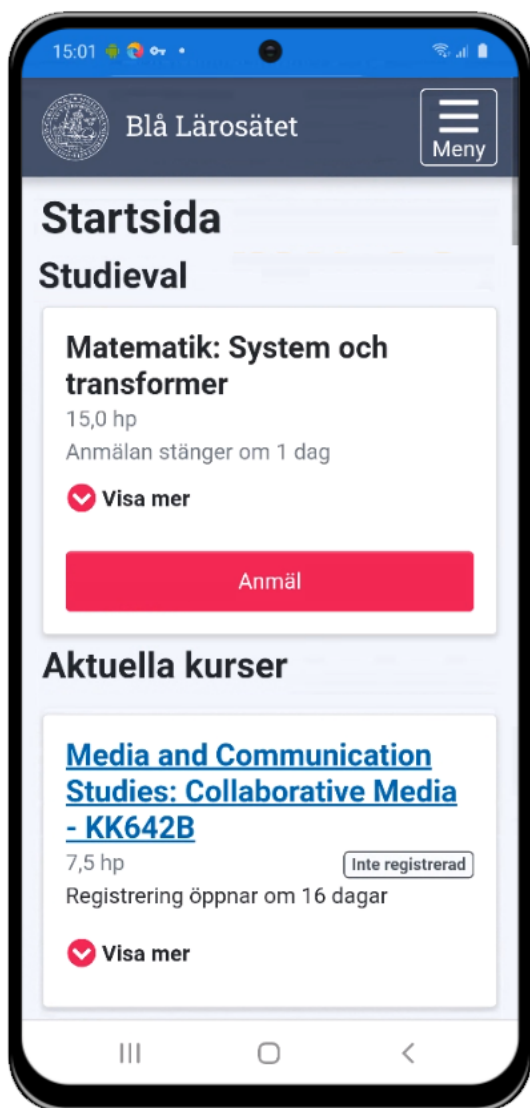 15:01
Blå Lärosätet
Meny
Startsida
Studieval
Matematik: System och
transformer
15,0 hp
Anmälan stänger om 1 dag
Visa mer
Anmäl
Aktuella kurser
Media and Communication
Studies: Collaborative Media
- KK642B
7,5 hp
Inte registrerad
Registrering öppnar om 16 dagar
Visa mer